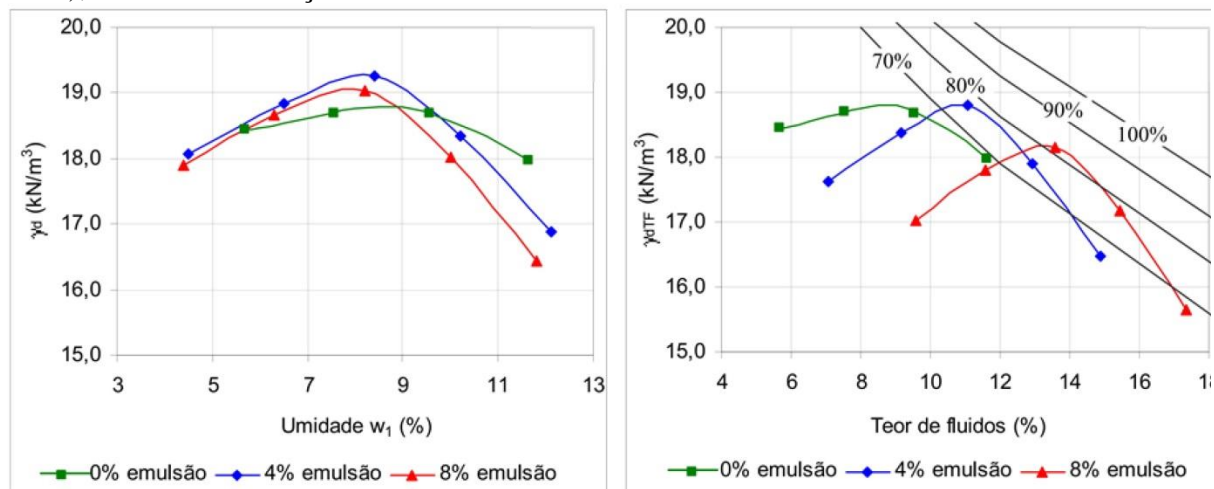 20,0
19,0
18,0
17,0
16,0
15,0
γd (kN/m³)
3 5 7 9 11 13
Umidade w₁ (%)
0% emulsão 4% emulsão 8% emulsão
20,0
19,0
18,0
17,0
16,0
15,0
γdTF (kN/m³)
70%
80%
90%
100%
4 6 8 10 12 14 16 18
Teor de fluidos (%)
0% emulsão 4% emulsão 8% emulsão